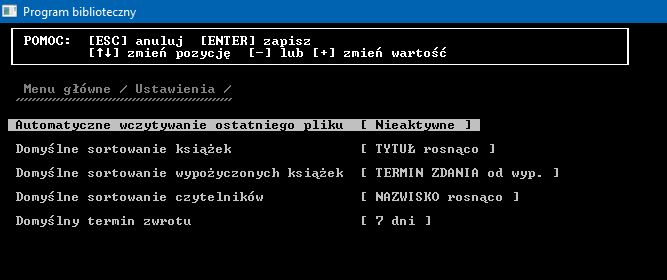 Program biblioteczny
POMOC: [ESC] anuluj [ENTER] zapisz
[↑↓] zmień pozycję [-] lub [+] zmień wartość
Menu główne / Ustawienia /
Automatyczne wczytywanie ostatniego pliku [ Nieaktywne ]
Domyślne sortowanie książek [ TYTUŁ rosnąco ]
Domyślne sortowanie wypożyczonych książek [ TERMIN ZDANIA od wyp. ]
Domyślne sortowanie czytelników [ NAZWISKO rosnąco ]
Domyślny termin zwrotu [ 7 dni ]